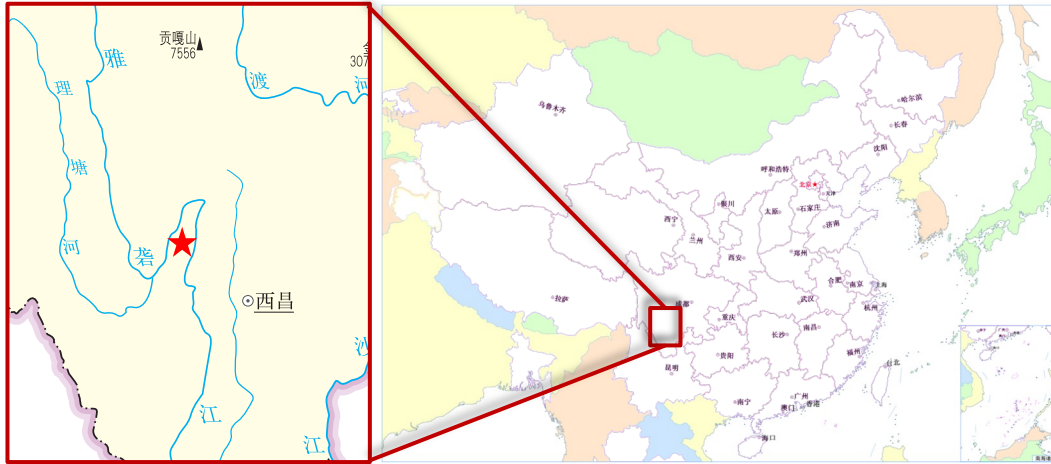 贡嘎山
7556
雅
渡
河
307
理
塘
河
砻
江
西昌
沙
江
乌鲁木齐
哈尔滨
长春
沈阳
呼和浩特
北京
天津
银川
太原
石家庄
济南
西宁
兰州
西安
郑州
合肥
南京
上海
拉萨
成都
武汉
杭州
重庆
长沙
南昌
贵阳
福州
昆明
台北
南宁
广州
澳门
香港
海口